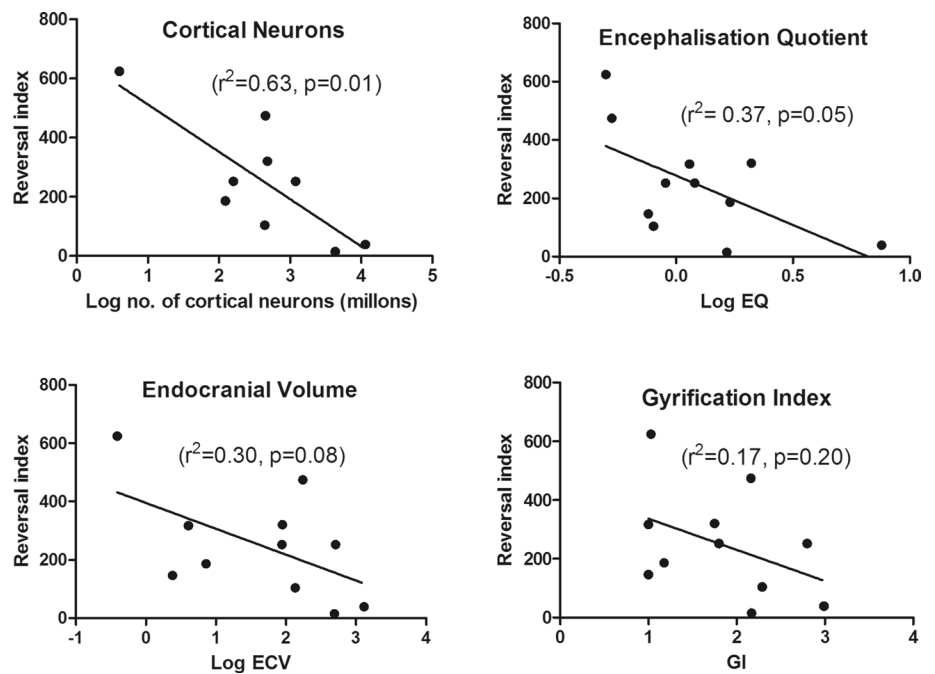 Cortical Neurons
(r²=0.63, p=0.01)
Reversal index
800
600
400
200
0
0 1 2 3 4 5
Log no. of cortical neurons (millons)
Encephalisation Quotient
(r²= 0.37, p=0.05)
Reversal index
800
600
400
200
0
-0.5 0.0 0.5 1.0
Log EQ
Endocranial Volume
(r²=0.30, p=0.08)
Reversal index
800
600
400
200
0
-1 0 1 2 3 4
Log ECV
Gyrification Index
(r²=0.17, p=0.20)
Reversal index
800
600
400
200
0
0 1 2 3 4
GI